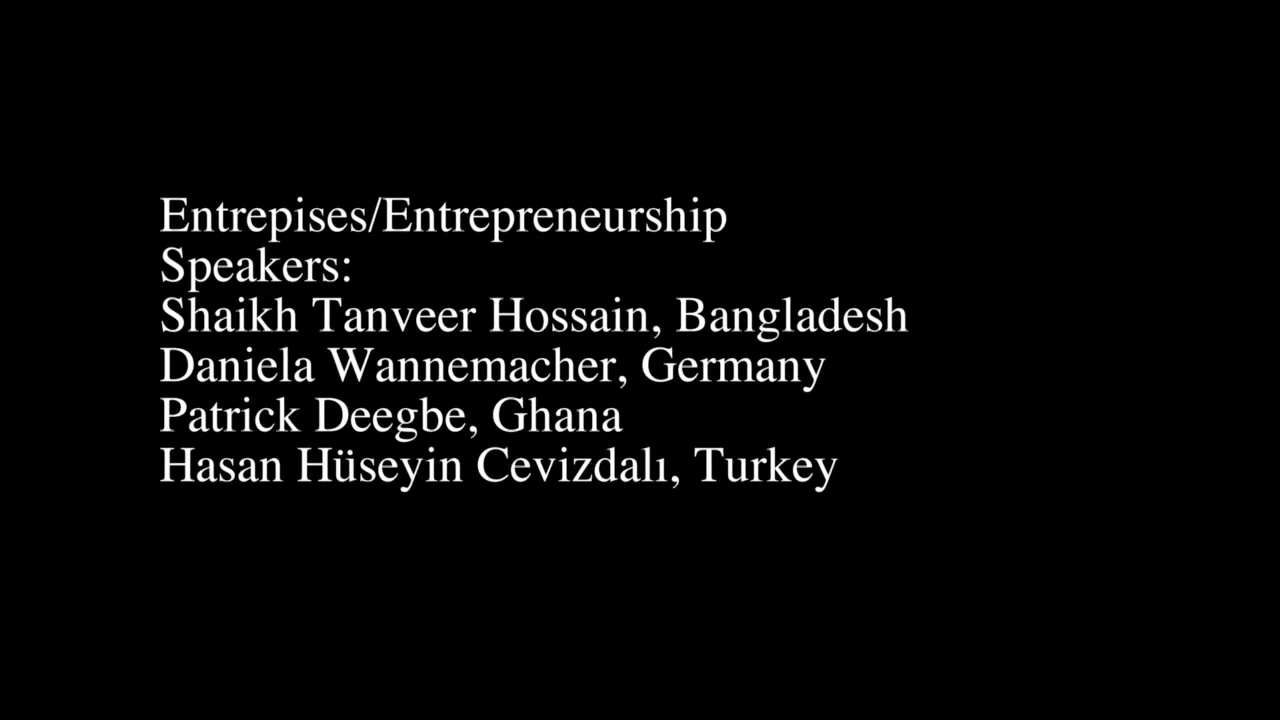 Entrepises/Entrepreneurship
Speakers:
Shaikh Tanveer Hossain, Bangladesh
Daniela Wannemacher, Germany
Patrick Deegbe, Ghana
Hasan Hüseyin Cevizdalı, Turkey